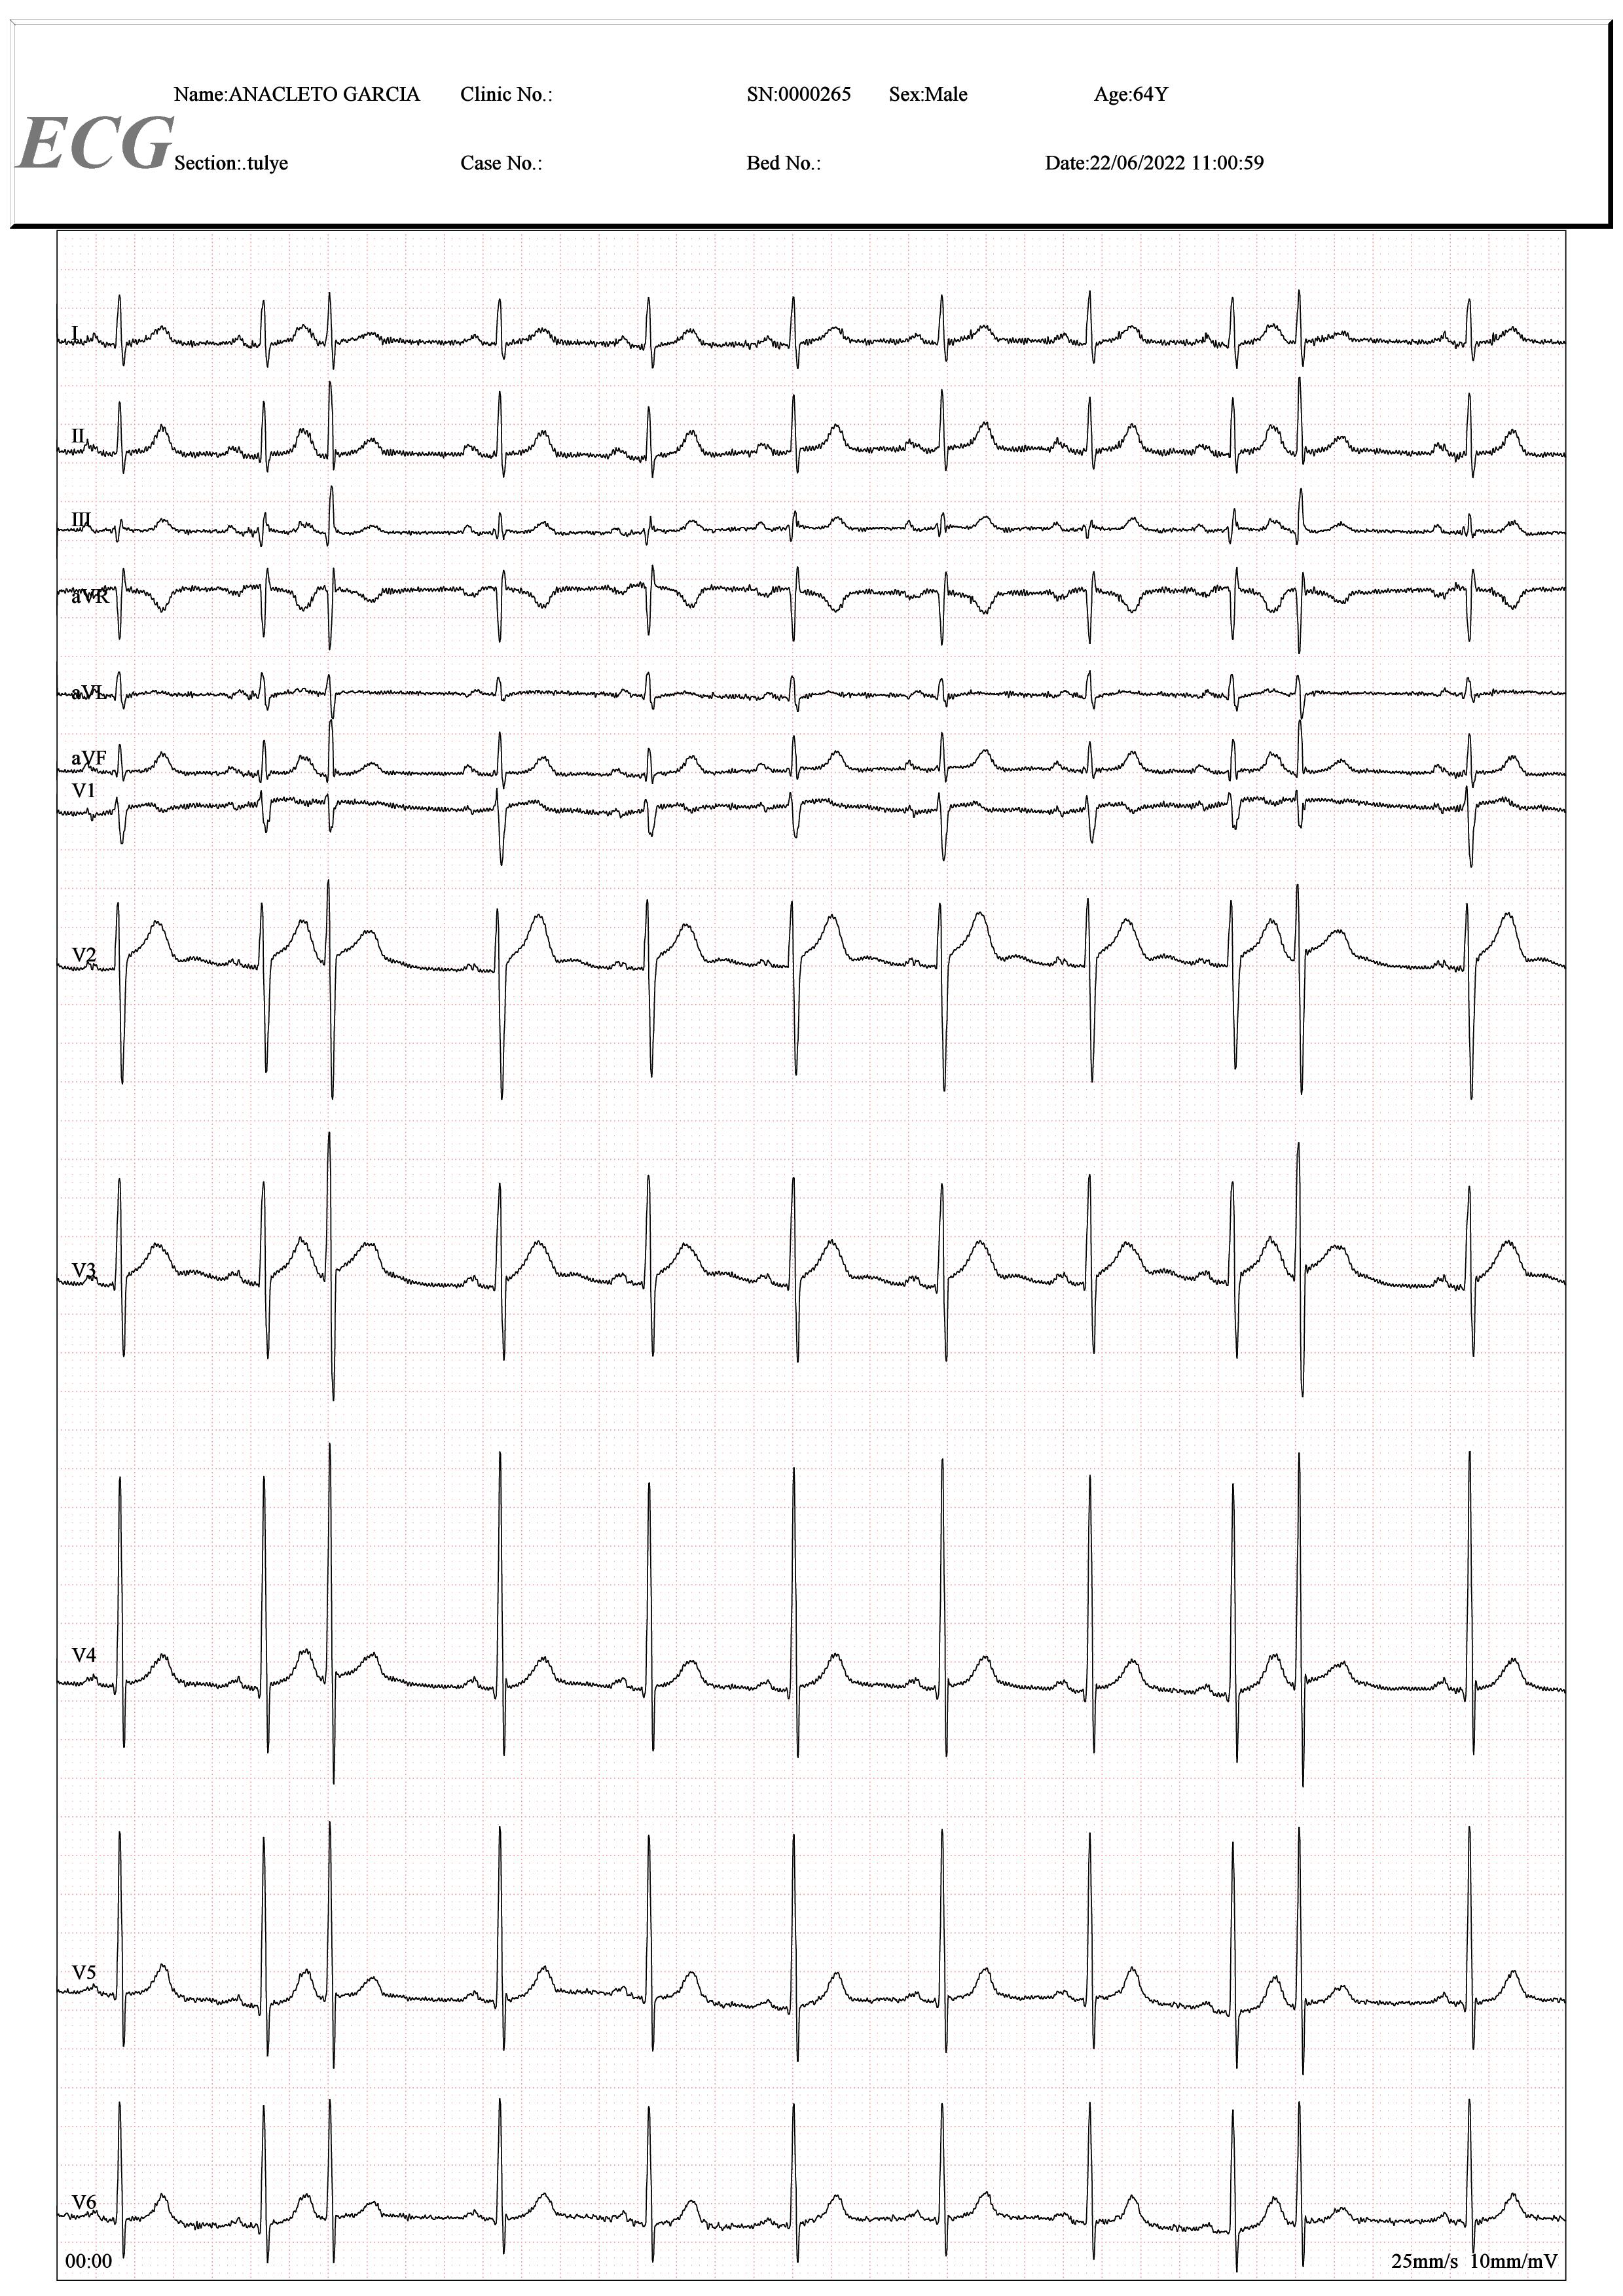 Name:ANACLETO GARCIA Clinic No.: SN:0000265 Sex:Male Age:64Y
ECG
Section:.tulye Case No.: Bed No.: Date:22/06/2022 11:00:59
I
II
III
aVR
aVL
aVF
V1
V2
V3
V4
V5
V6
00:00 25mm/s 10mm/mV